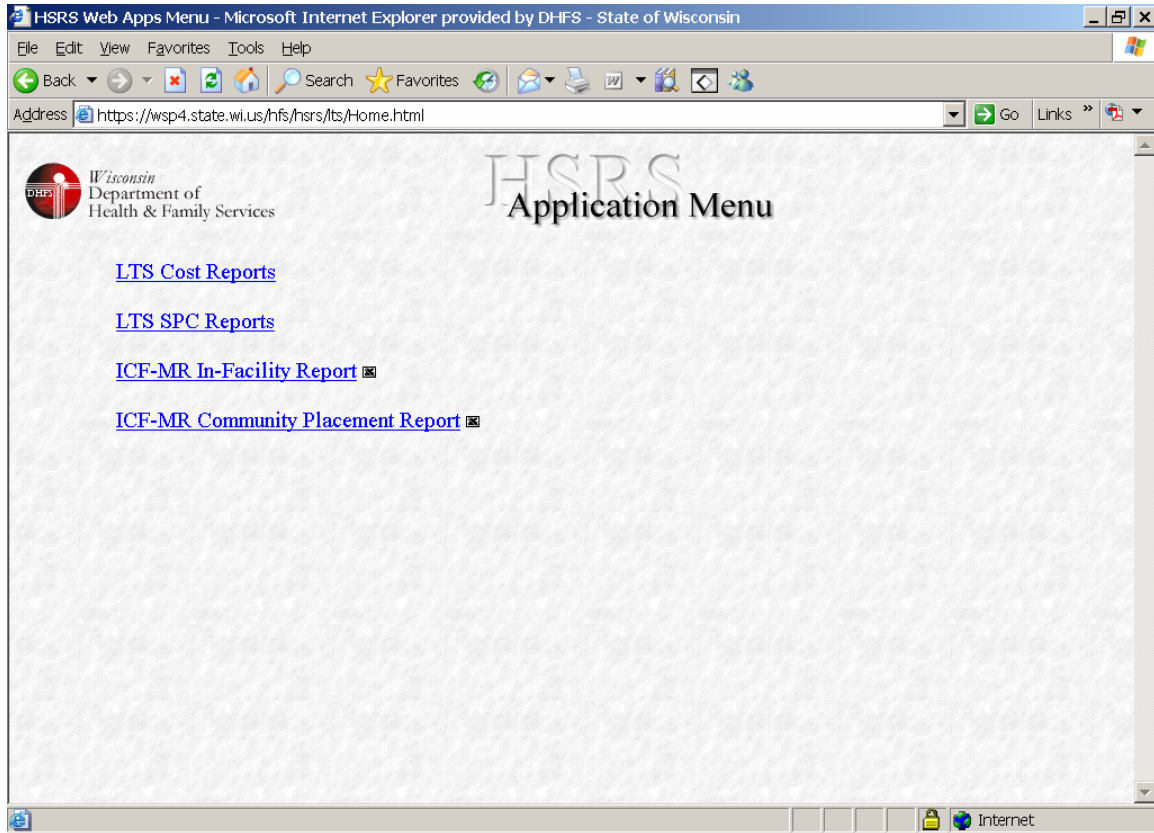 HSRS Web Apps Menu - Microsoft Internet Explorer provided by DHFS - State of Wisconsin
File Edit View Favorites Tools Help
Back Search Favorites
Address https://wsp4.state.wi.us/hfs/hsrs/lts/Home.html Go Links »
DHFS
Wisconsin
Department of
Health & Family Services
HSRS
Application Menu
LTS Cost Reports
LTS SPC Reports
ICF-MR In-Facility Report
ICF-MR Community Placement Report
Internet